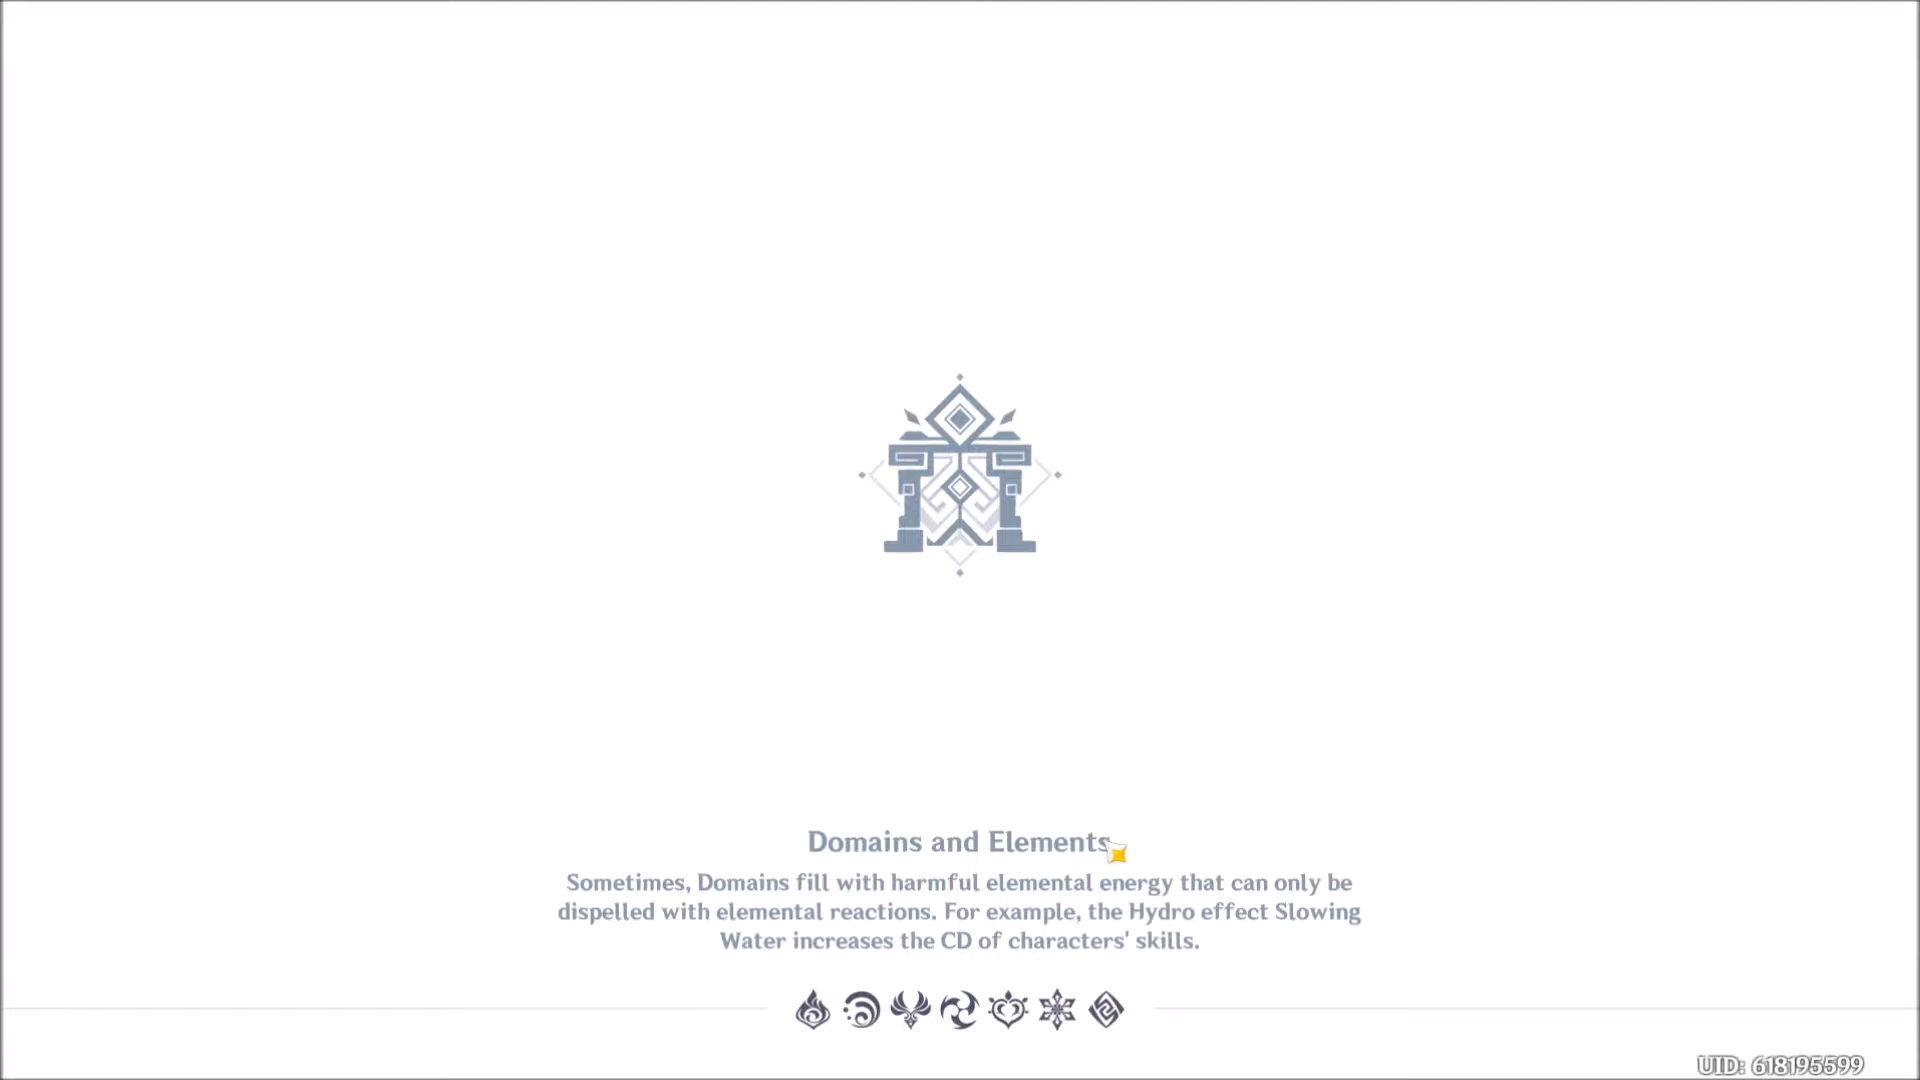 Domains and Elements
Sometimes, Domains fill with harmful elemental energy that can only be
dispelled with elemental reactions. For example, the Hydro effect Slowing
Water increases the CD of characters' skills.
UID: 618195599